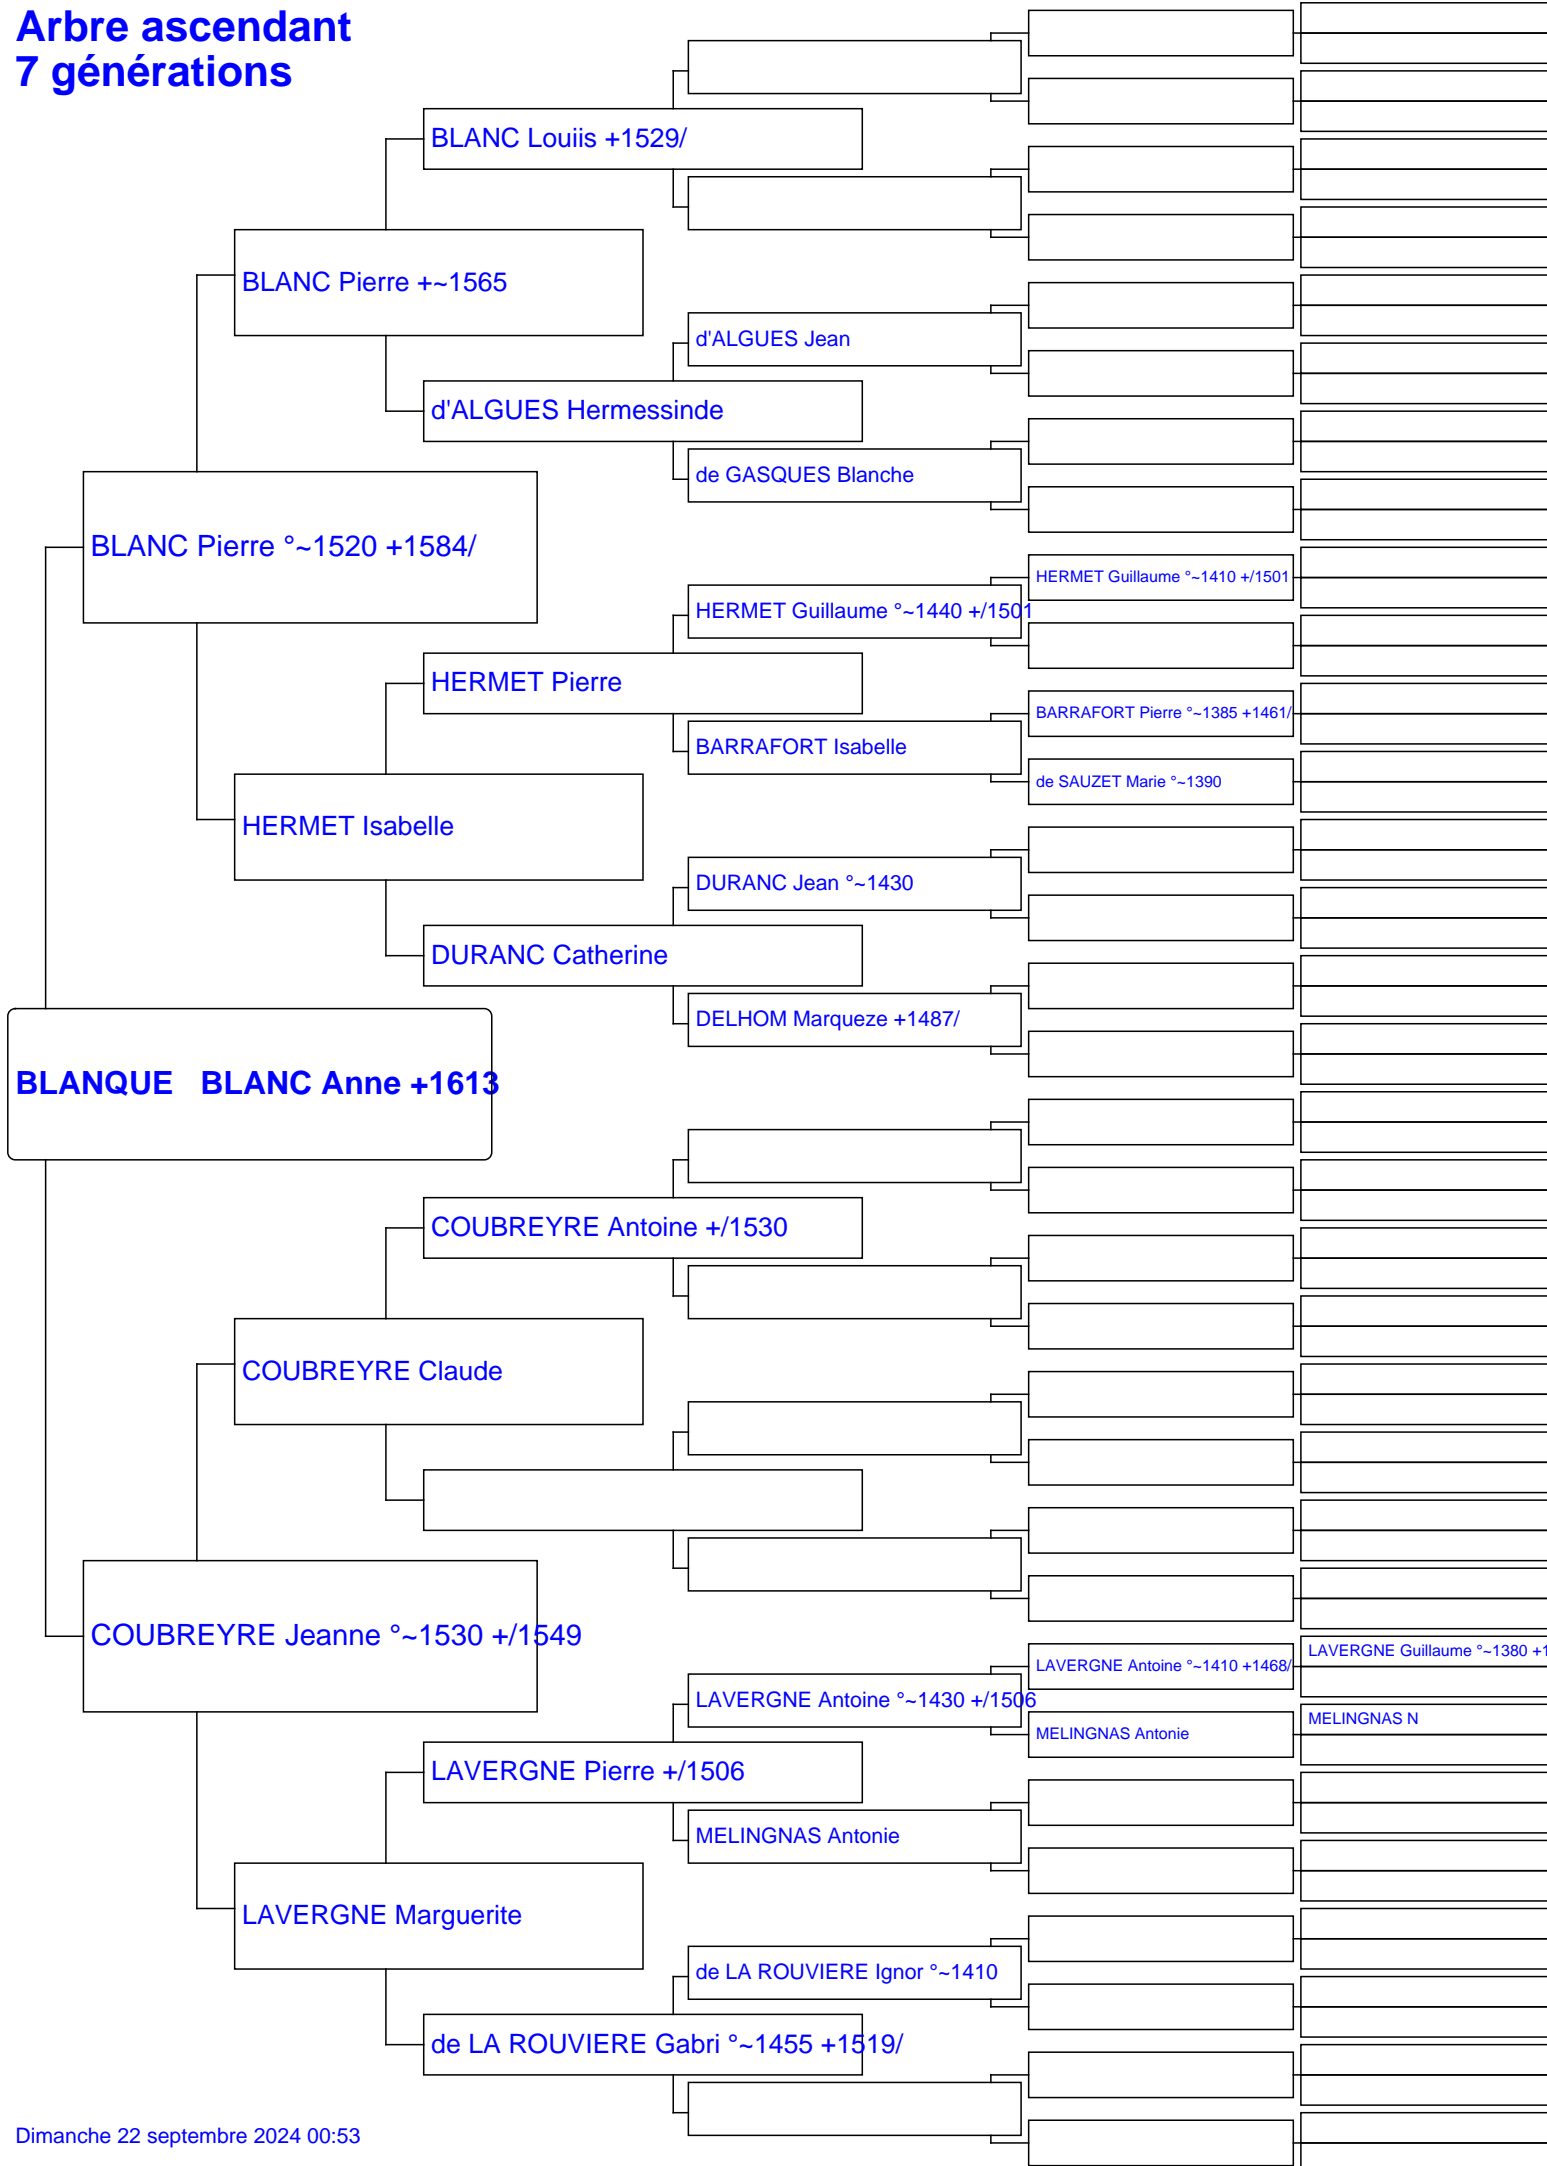 Arbre ascendant
7 générations
BLANC Louiis +1529/
BLANC Pierre +~1565
d'ALGUES Jean
d'ALGUES Hermessinde
de GASQUES Blanche
BLANC Pierre °~1520 +1584/
HERMET Guillaume °~1410 +/1501
HERMET Guillaume °~1440 +/1501
HERMET Pierre
BARRAFORT Pierre °~1385 +1461/
BARRAFORT Isabelle
de SAUZET Marie °~1390
HERMET Isabelle
DURANC Jean °~1430
DURANC Catherine
DELHOM Marqueze +1487/
BLANQUE   BLANC Anne +1613
COUBREYRE Antoine +/1530
COUBREYRE Claude
COUBREYRE Jeanne °~1530 +/1549
LAVERGNE Guillaume °~1380 +1
LAVERGNE Antoine °~1410 +1468/
LAVERGNE Antoine °~1430 +/1506
MELINGNAS N
MELINGNAS Antonie
LAVERGNE Pierre +/1506
MELINGNAS Antonie
LAVERGNE Marguerite
de LA ROUVIERE Ignor °~1410
de LA ROUVIERE Gabri °~1455 +1519/
Dimanche 22 septembre 2024 00:53